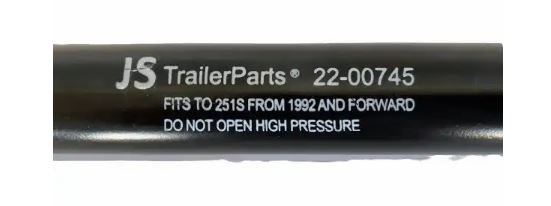 JS TrailerParts® 22-00745
FITS TO 251S FROM 1992 AND FORWARD
DO NOT OPEN HIGH PRESSURE